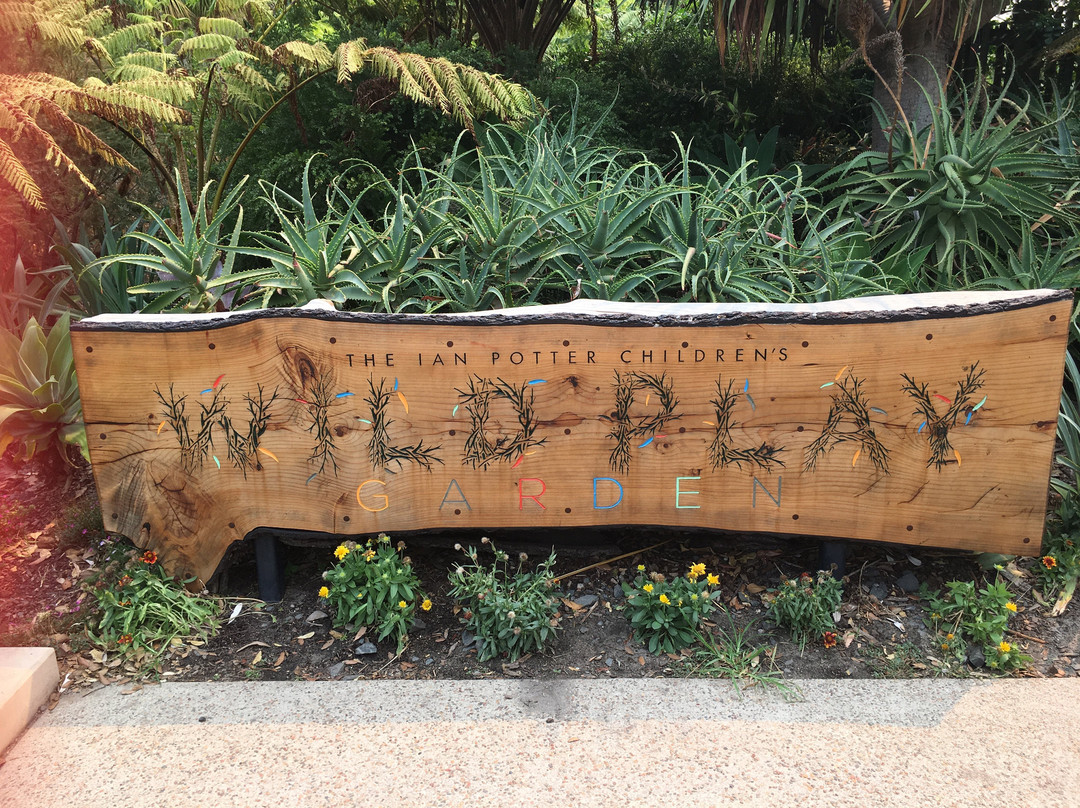 THE IAN POTTER CHILDREN'S
WILD PLAY
GARDEN